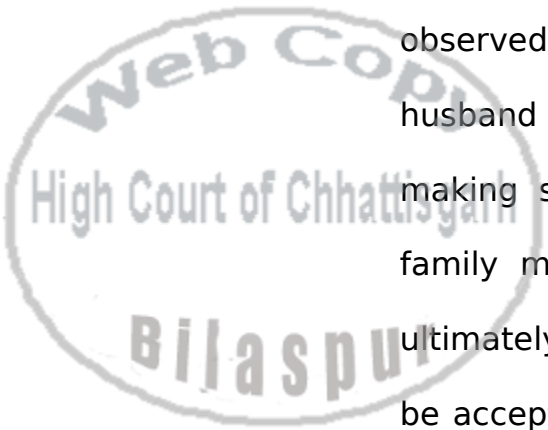 Web Copy
High Court of Chhattisgarh
Bilaspur
observed
husband
making s
family m
ultimately
be accep